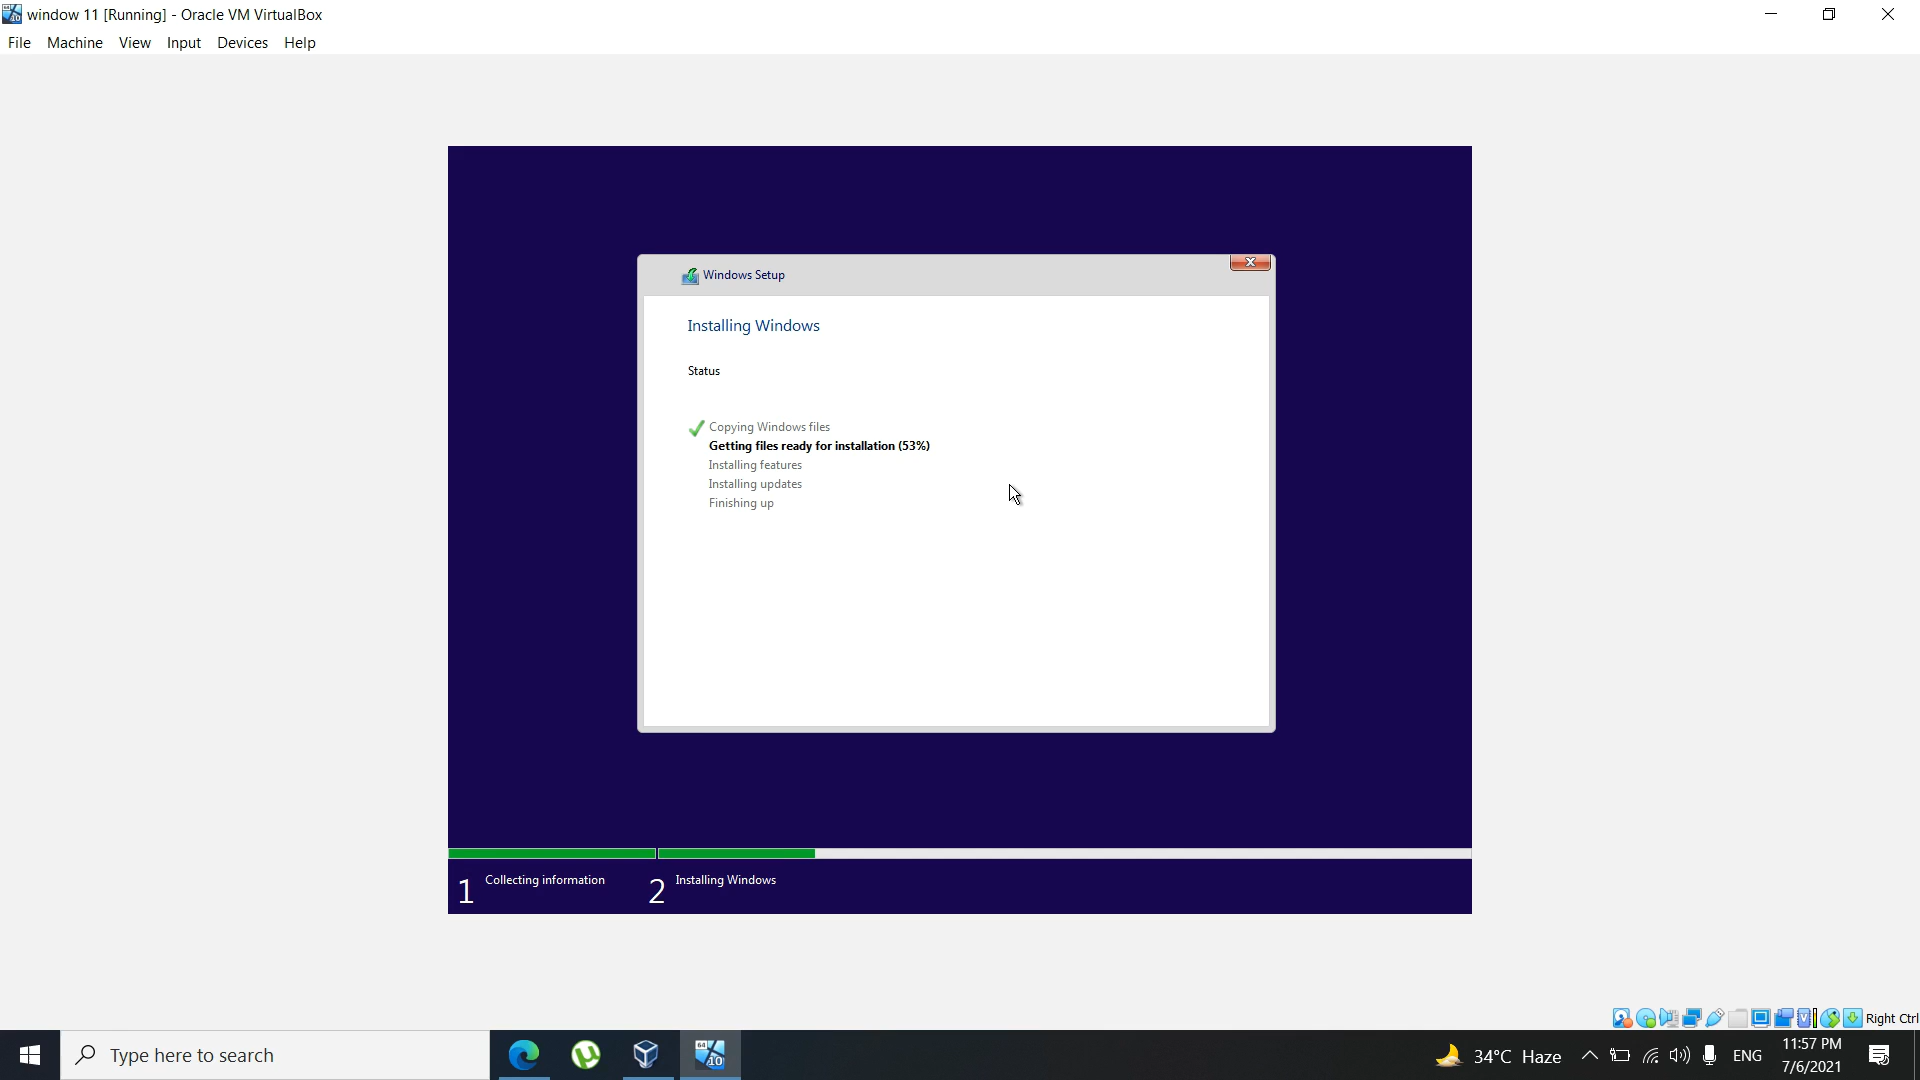 window 11 [Running] - Oracle VM VirtualBox
File Machine View Input Devices Help
Windows Setup
Installing Windows
Status
Copying Windows files
Getting files ready for installation (53%)
Installing features
Installing updates
Finishing up
1 Collecting information 2 Installing Windows
Right Ctrl
Type here to search
34°C Haze
ENG
11:57 PM
7/6/2021